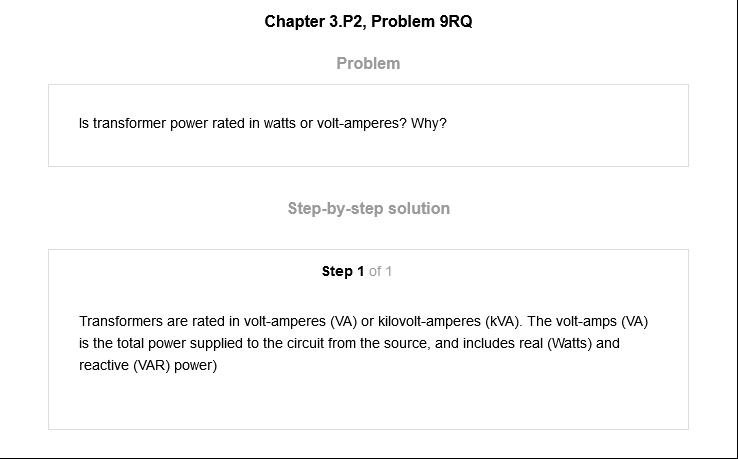 Chapter 3.P2, Problem 9RQ
Problem
Is transformer power rated in watts or volt-amperes? Why?
Step-by-step solution
Step 1 of 1
Transformers are rated in volt-amperes (VA) or kilovolt-amperes (kVA). The volt-amps (VA)
is the total power supplied to the circuit from the source, and includes real (Watts) and
reactive (VAR) power)